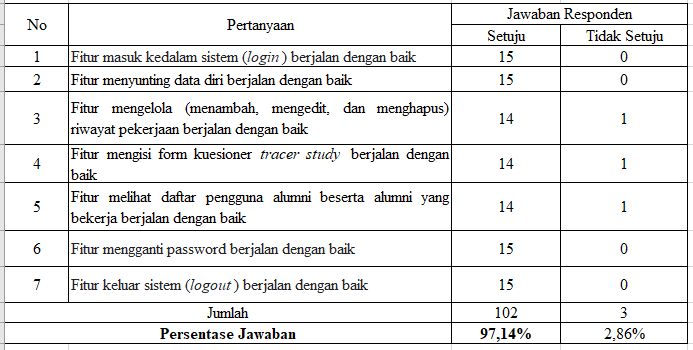 No Pertanyaan Jawaban Responden
Setuju Tidak Setuju
1 Fitur masuk kedalam sistem (login) berjalan dengan baik 15 0
2 Fitur menyunting data diri berjalan dengan baik 15 0
3 Fitur mengelola (menambah, mengedit, dan menghapus)
riwayat pekerjaan berjalan dengan baik 14 1
4 Fitur mengisi form kuesioner tracer study berjalan dengan
baik 14 1
5 Fitur melihat daftar pengguna alumni beserta alumni yang
bekerja berjalan dengan baik 14 1
6 Fitur mengganti password berjalan dengan baik 15 0
7 Fitur keluar sistem (logout) berjalan dengan baik 15 0
Jumlah 102 3
Persentase Jawaban 97,14% 2,86%